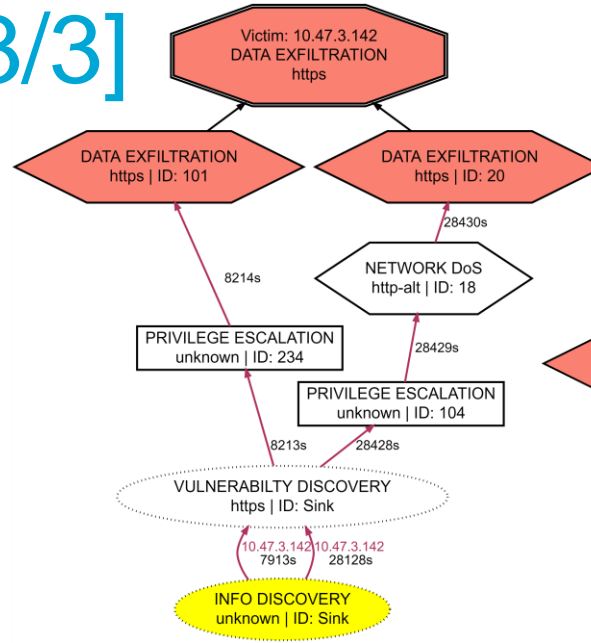 3/3]
Victim: 10.47.3.142
DATA EXFILTRATION
https
DATA EXFILTRATION
https | ID: 101
DATA EXFILTRATION
https | ID: 20
28430s
8214s
NETWORK DoS
http-alt | ID: 18
PRIVILEGE ESCALATION
unknown | ID: 234
28429s
PRIVILEGE ESCALATION
unknown | ID: 104
8213s
28428s
VULNERABILTY DISCOVERY
https | ID: Sink
10.47.3.142
7913s
10.47.3.142
28128s
INFO DISCOVERY
unknown | ID: Sink